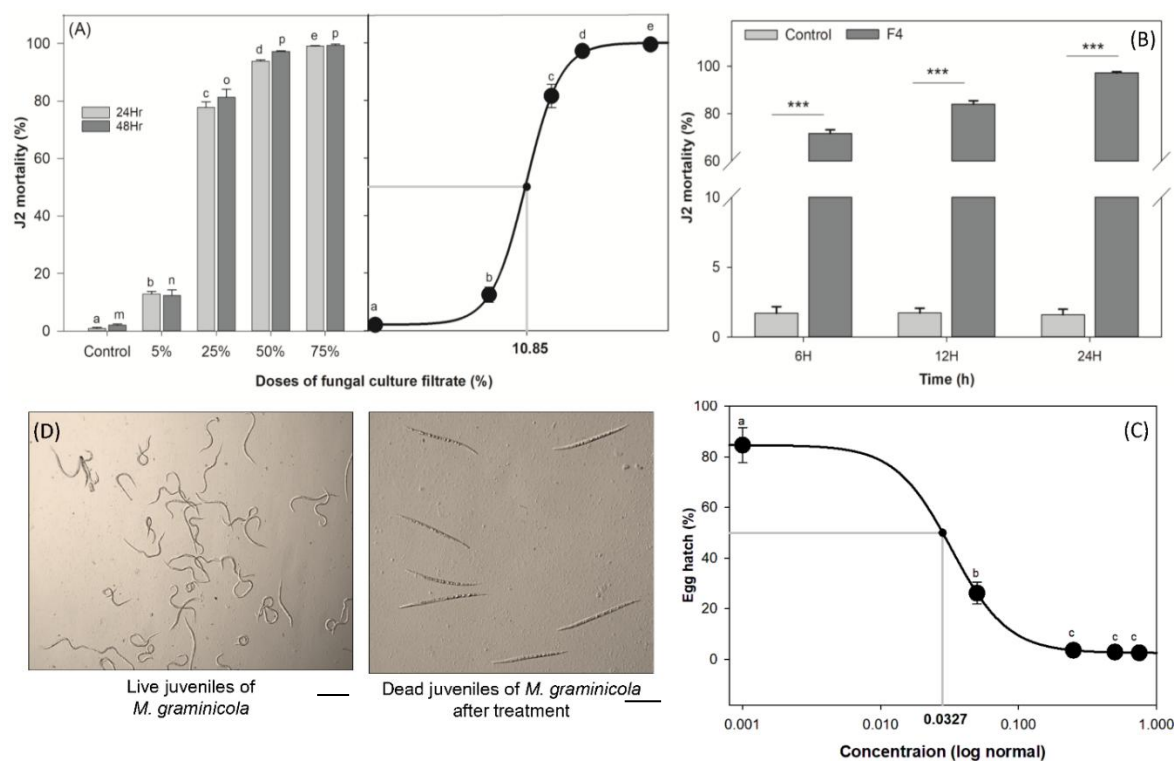 (A)
J2 mortality (%)
100
80
60
40
20
0
24Hr
48Hr
a m
b n
c o
d p
e p
Control 5% 25% 50% 75%
a
b
c
d
e
10.85
Doses of fungal culture filtrate (%)
(B)
Control F4
J2 mortality (%)
100
80
60
10
5
0
*** *** ***
6H 12H 24H
Time (h)
(D)
Live juveniles of
M. graminicola
Dead juveniles of M. graminicola
after treatment
(C)
Egg hatch (%)
100
80
60
40
20
0
a
b
c c c
0.001 0.010 0.0327 0.100 1.000
Concentraion (log normal)